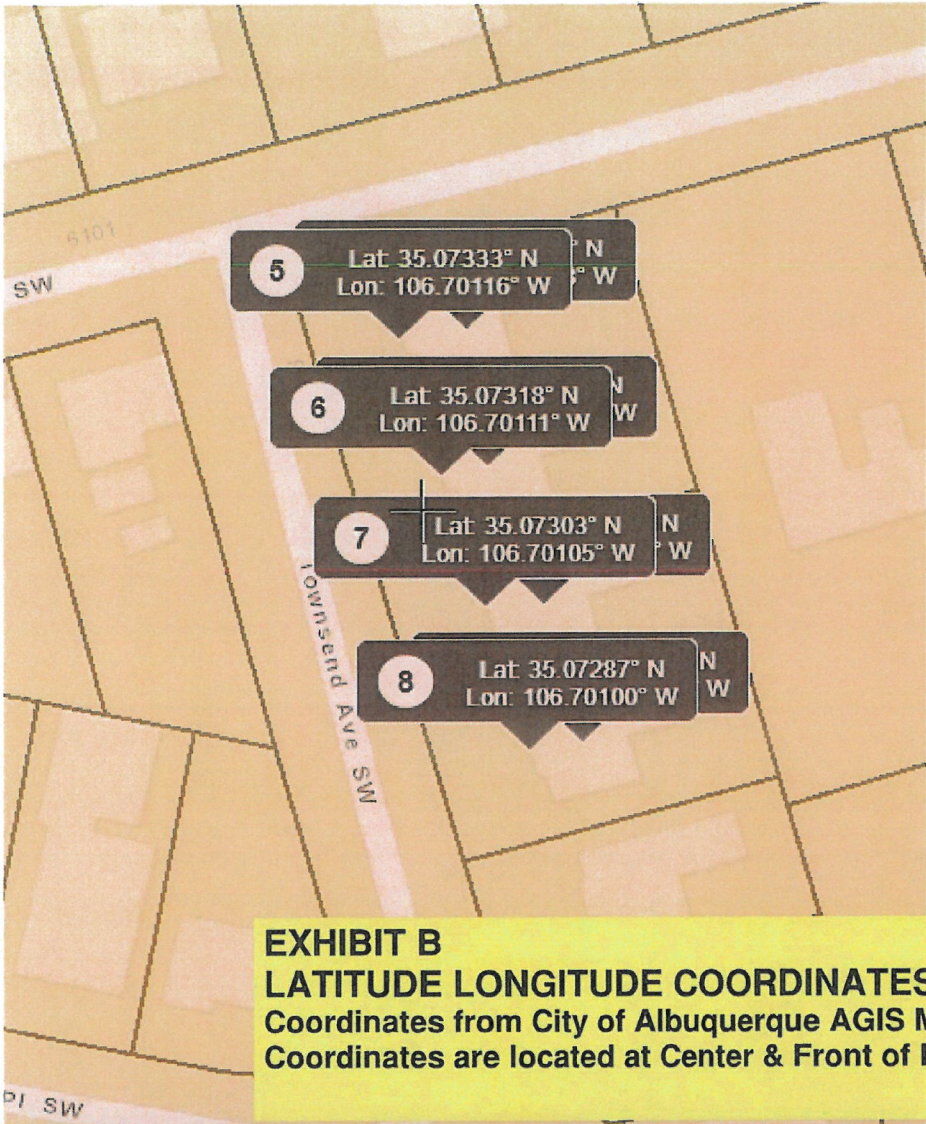 6101
SW
5
Lat: 35.07333° N
Lon: 106.70116° W
N
° W
6
Lat: 35.07318° N
Lon: 106.70111° W
N
W
7
Lat: 35.07303° N
Lon: 106.70105° W
N
° W
8
Lat: 35.07287° N
Lon: 106.70100° W
N
W
Townsend Ave SW
EXHIBIT B
LATITUDE LONGITUDE COORDINATES
Coordinates from City of Albuquerque AGIS M
Coordinates are located at Center & Front of
Pl SW